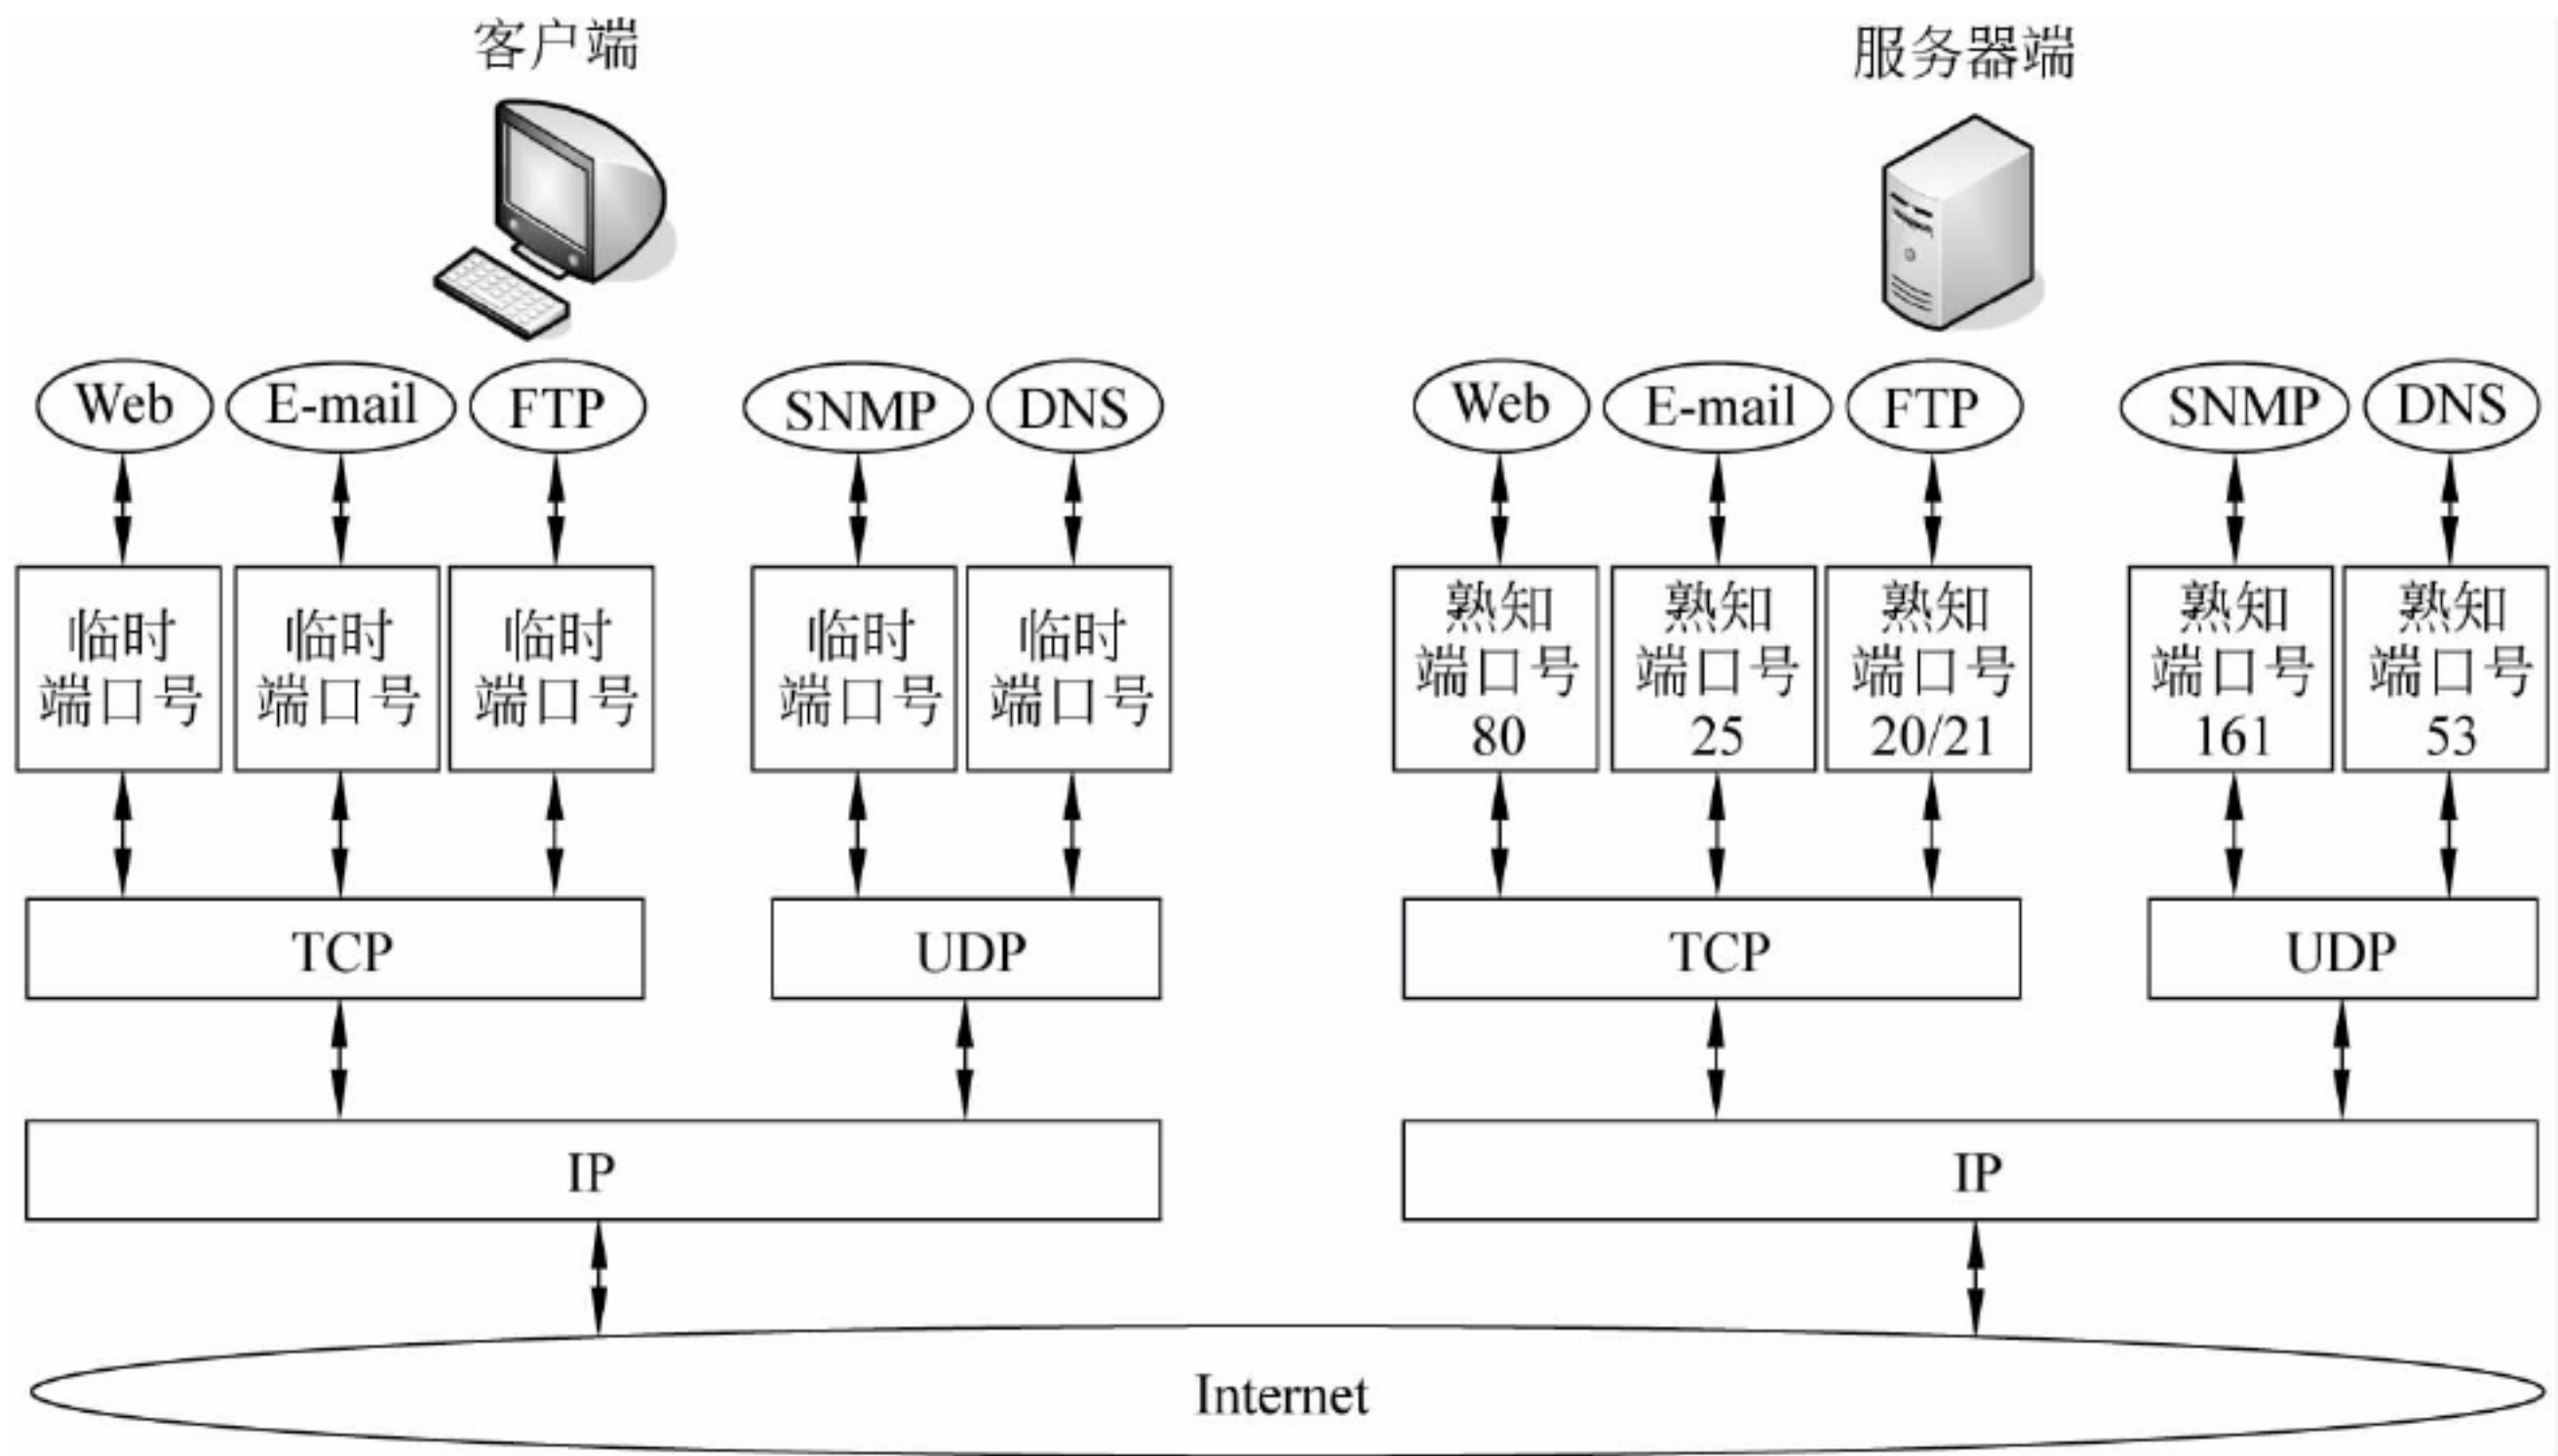 客户端
服务器端
Web E-mail FTP SNMP DNS
Web E-mail FTP SNMP DNS
临时
端口号
临时
端口号
临时
端口号
临时
端口号
临时
端口号
熟知
端口号
80
熟知
端口号
25
熟知
端口号
20/21
熟知
端口号
161
熟知
端口号
53
TCP
UDP
TCP
UDP
IP
IP
Internet